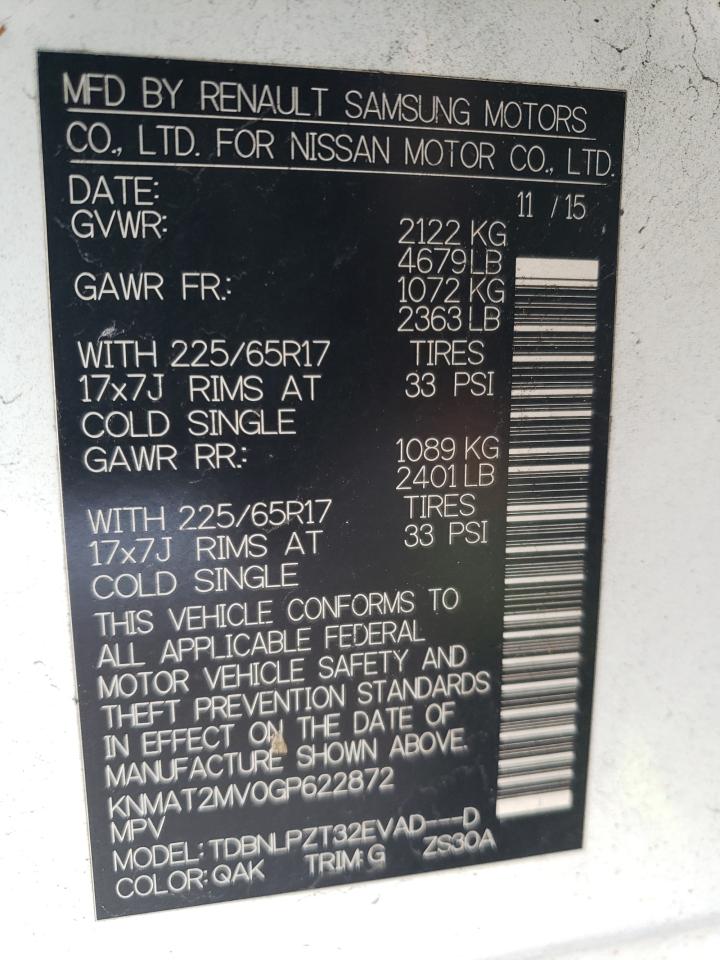 MFD BY RENAULT SAMSUNG MOTORS
CO., LTD. FOR NISSAN MOTOR CO., LTD.
DATE: 11 / 15
GVWR: 2122 KG
4679 LB
GAWR FR.: 1072 KG
2363 LB
WITH 225/65R17 TIRES
17x7J RIMS AT 33 PSI
COLD SINGLE
GAWR RR.: 1089 KG
2401 LB
WITH 225/65R17 TIRES
17x7J RIMS AT 33 PSI
COLD SINGLE
THIS VEHICLE CONFORMS TO
ALL APPLICABLE FEDERAL
MOTOR VEHICLE SAFETY AND
THEFT PREVENTION STANDARDS
IN EFFECT ON THE DATE OF
MANUFACTURE SHOWN ABOVE.
KNMAT2MV0GP622872
MPV
MODEL: TDBNLPZT32EVAD---D
COLOR: QAK TRIM: G ZS30A